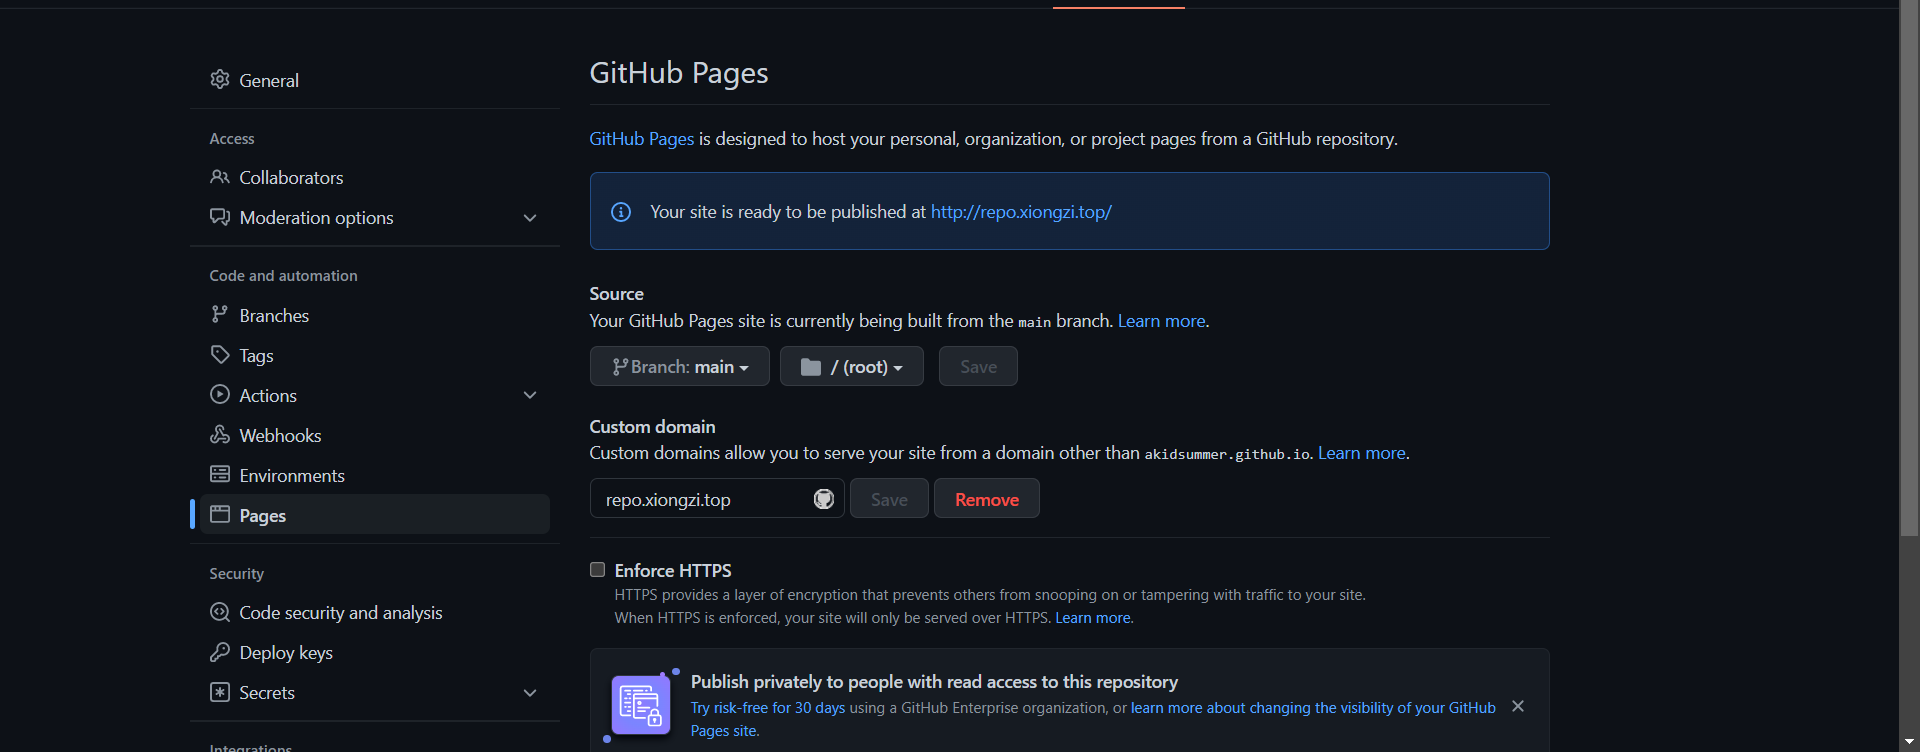 General
Access
Collaborators
Moderation options
Code and automation
Branches
Tags
Actions
Webhooks
Environments
Pages
Security
Code security and analysis
Deploy keys
Secrets
Integrations
GitHub Pages
GitHub Pages is designed to host your personal, organization, or project pages from a GitHub repository.
Your site is ready to be published at http://repo.xiongzi.top/
Source
Your GitHub Pages site is currently being built from the main branch. Learn more.
Branch: main
/ (root)
Save
Custom domain
Custom domains allow you to serve your site from a domain other than akidsummer.github.io. Learn more.
repo.xiongzi.top
Save
Remove
Enforce HTTPS
HTTPS provides a layer of encryption that prevents others from snooping on or tampering with traffic to your site.
When HTTPS is enforced, your site will only be served over HTTPS. Learn more.
Publish privately to people with read access to this repository
Try risk-free for 30 days using a GitHub Enterprise organization, or learn more about changing the visibility of your GitHub
Pages site.